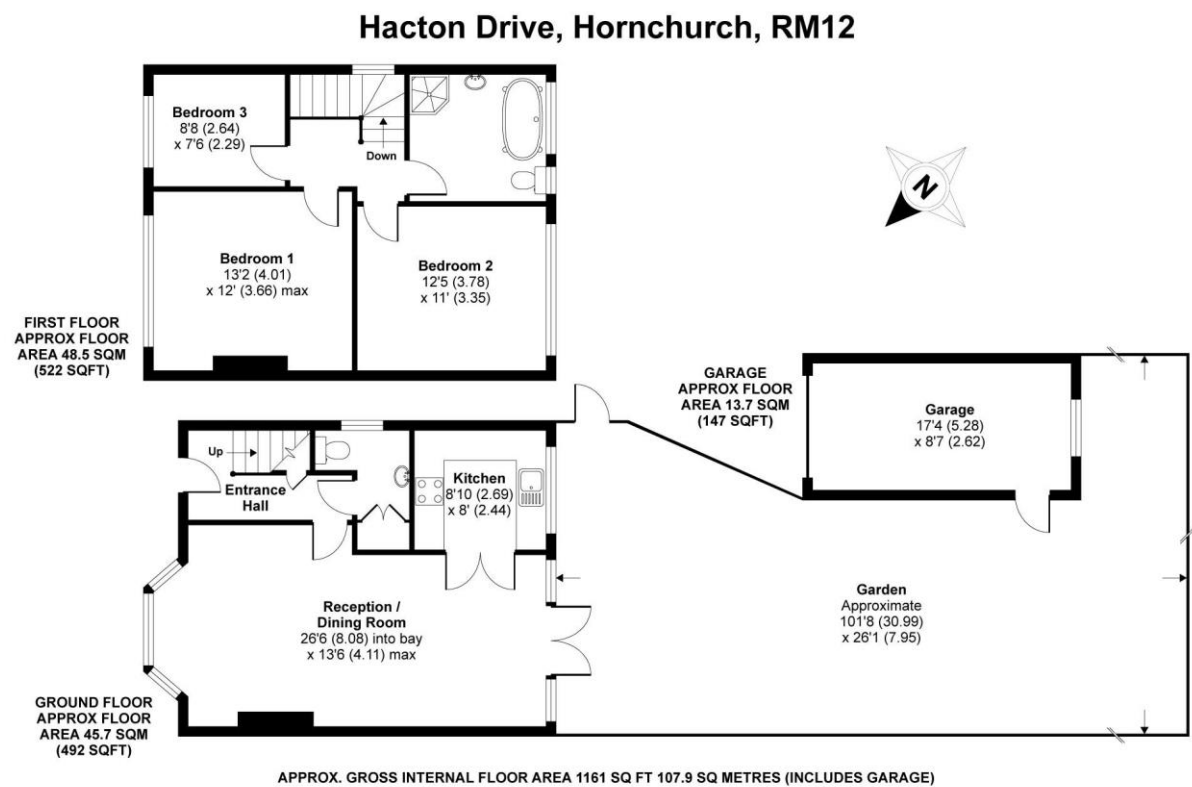 Hacton Drive, Hornchurch, RM12
Bedroom 3
8'8 (2.64)
x 7'6 (2.29)
Down
Bedroom 1
13'2 (4.01)
x 12' (3.66) max
Bedroom 2
12'5 (3.78)
x 11' (3.35)
N
FIRST FLOOR
APPROX FLOOR
AREA 48.5 SQM
(522 SQFT)
GARAGE
APPROX FLOOR
AREA 13.7 SQM
(147 SQFT)
Garage
17'4 (5.28)
x 8'7 (2.62)
Up
Entrance
Hall
Kitchen
8'10 (2.69)
x 8' (2.44)
Reception /
Dining Room
26'6 (8.08) into bay
x 13'6 (4.11) max
Garden
Approximate
101'8 (30.99)
x 26'1 (7.95)
GROUND FLOOR
APPROX FLOOR
AREA 45.7 SQM
(492 SQFT)
APPROX. GROSS INTERNAL FLOOR AREA 1161 SQ FT 107.9 SQ METRES (INCLUDES GARAGE)